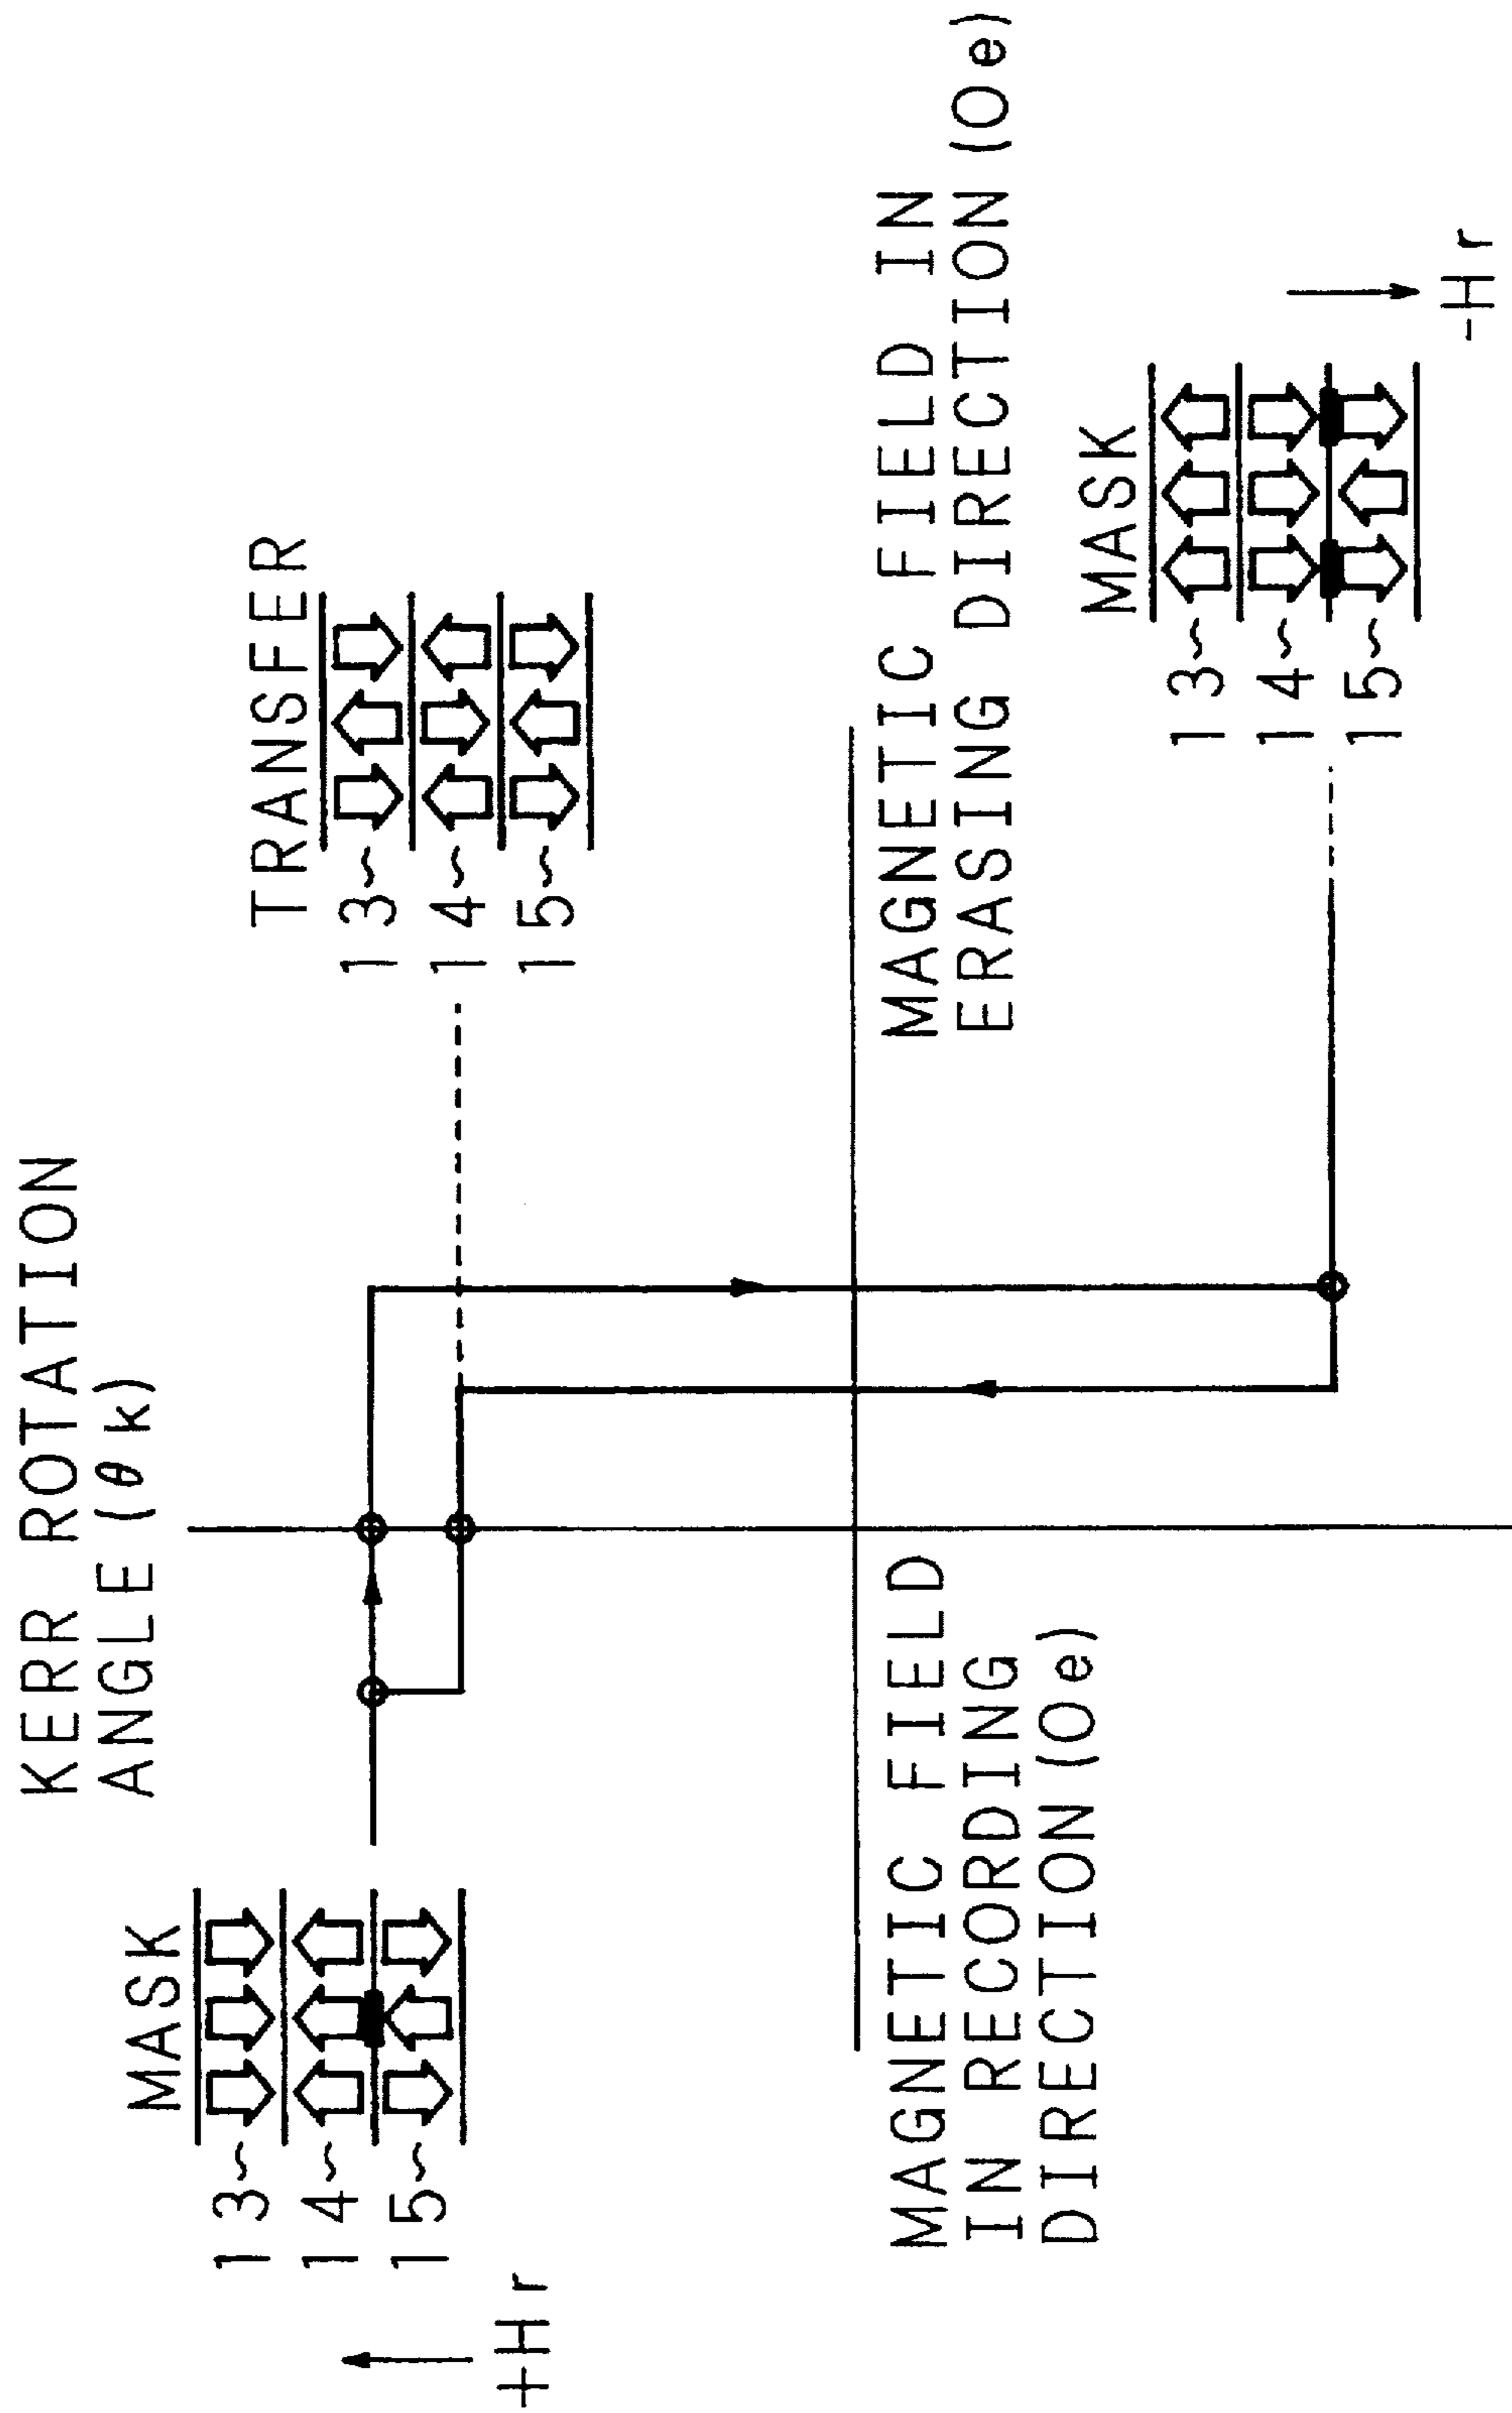 KERR ROTATION
ANGLE (θk)
MASK
13~
14~
15~
+Hr
TRANSFER
13~
14~
15~
MAGNETIC FIELD
IN RECORDING
DIRECTION (Oe)
MAGNETIC FIELD IN
ERASING DIRECTION (Oe)
MASK
13~
14~
15~
-Hr